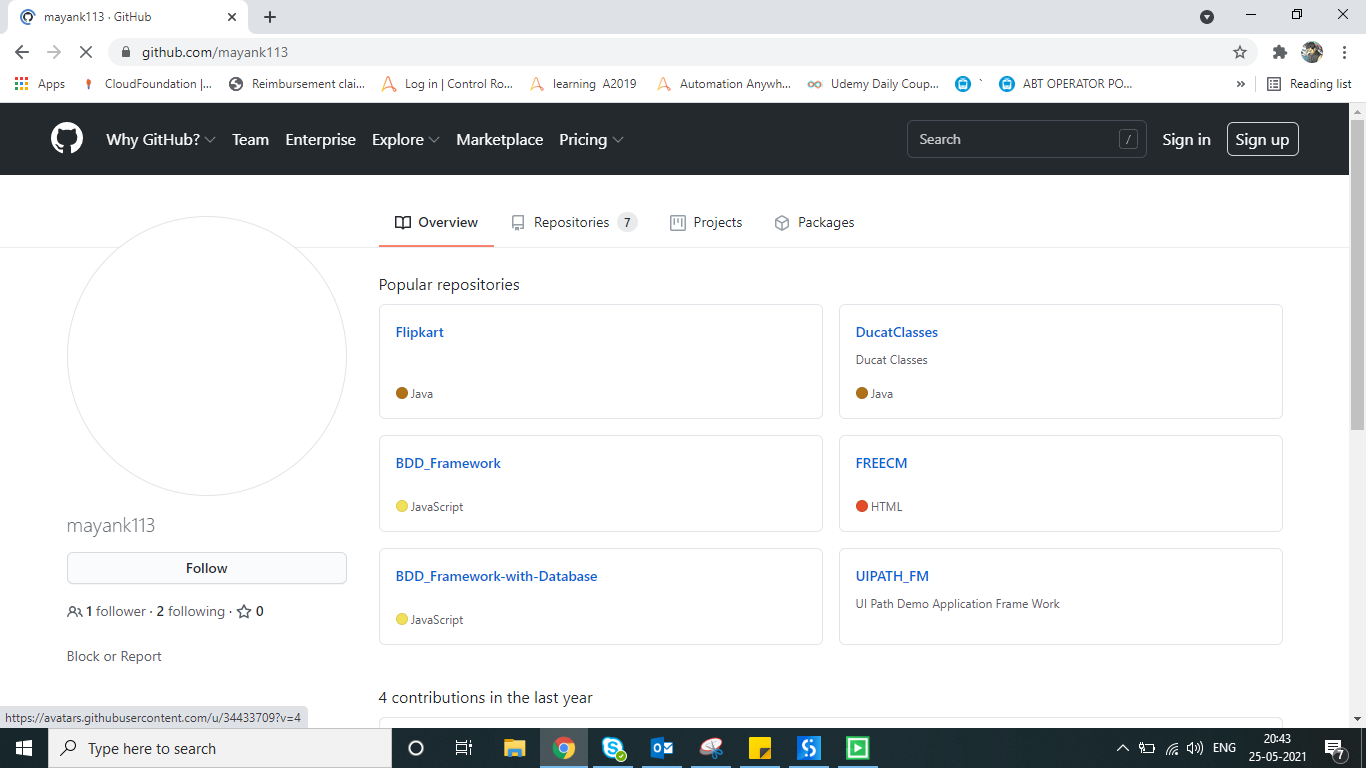 mayank113 · GitHub
github.com/mayank113
Apps
CloudFoundation |...
Reimbursement clai...
Log in | Control Ro...
learning A2019
Automation Anywh...
Udemy Daily Coup...
`
ABT OPERATOR PO...
»
Reading list
Why GitHub?
Team
Enterprise
Explore
Marketplace
Pricing
Search
/
Sign in
Sign up
Overview
Repositories 7
Projects
Packages
Popular repositories
Flipkart
Java
DucatClasses
Ducat Classes
Java
BDD_Framework
JavaScript
FREECM
HTML
BDD_Framework-with-Database
JavaScript
UIPATH_FM
UI Path Demo Application Frame Work
mayank113
Follow
1 follower · 2 following · 0
Block or Report
4 contributions in the last year
https://avatars.githubusercontent.com/u/34433709?v=4
Type here to search
ENG
20:43
25-05-2021
7